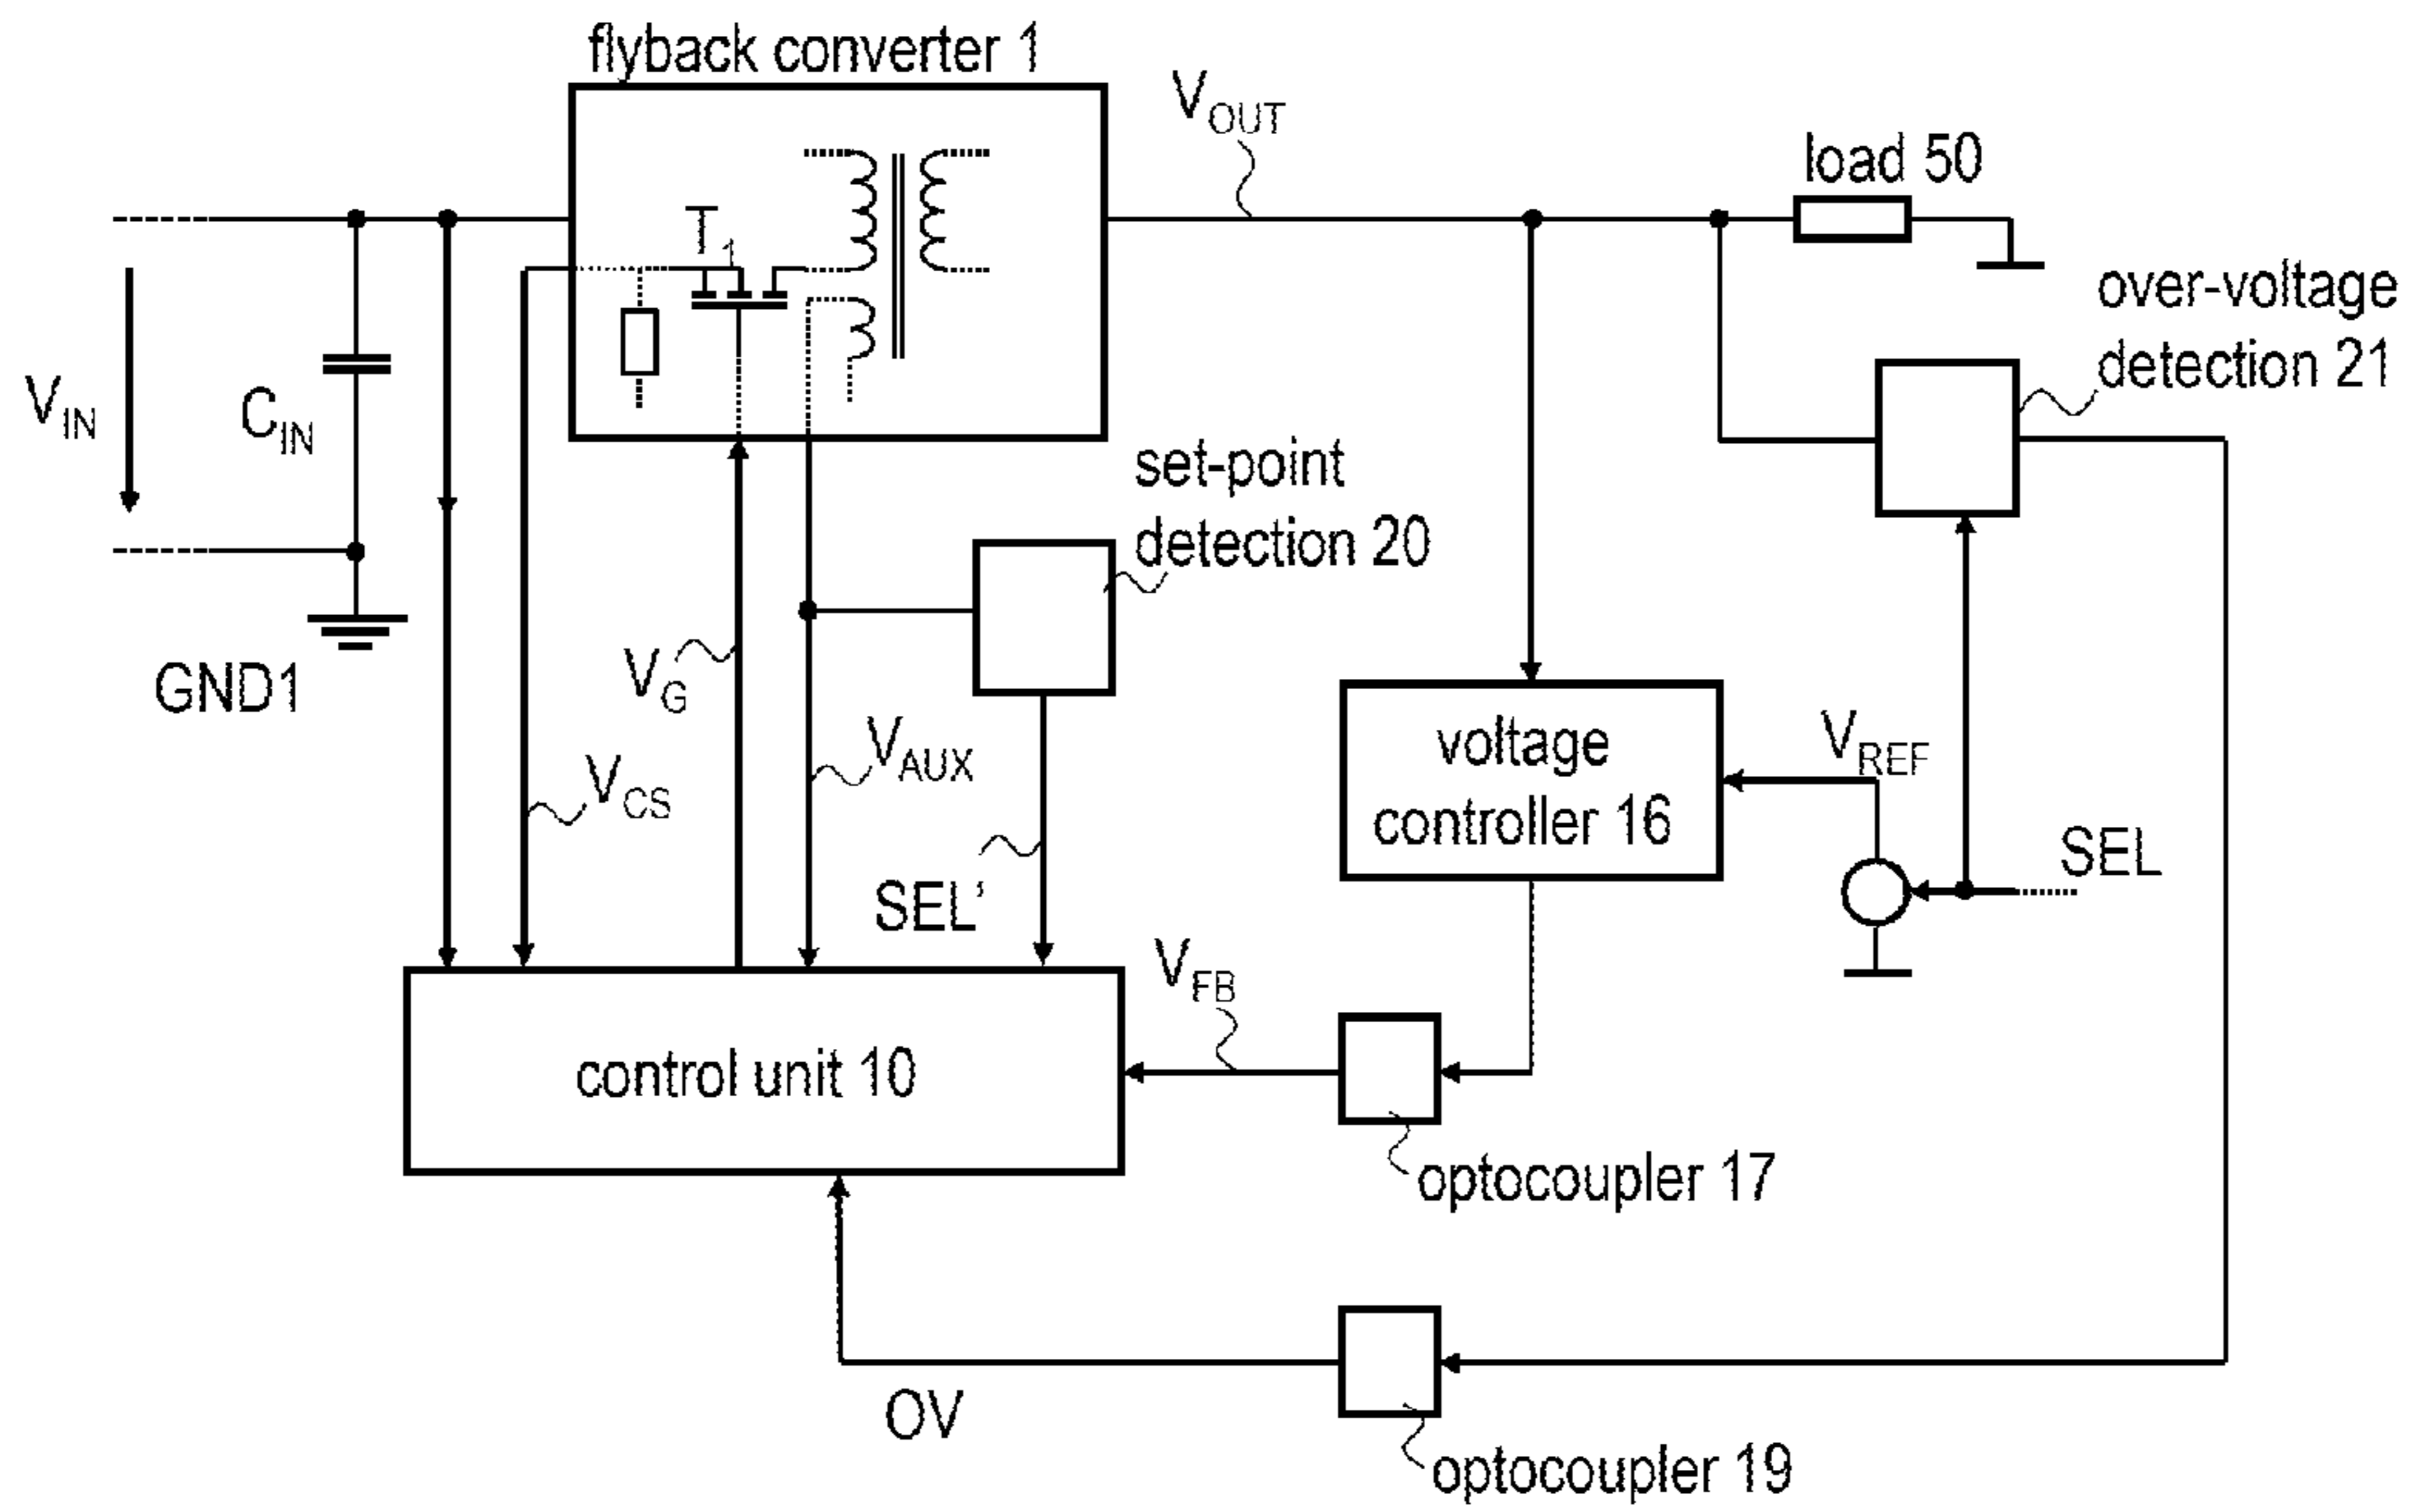 flyback converter 1
V_OUT
load 50
T_1
over-voltage
detection 21
V_IN
C_IN
set-point
detection 20
GND1
V_G
V_AUX
voltage
controller 16
V_REF
V_CS
SEL
SEL'
V_FB
control unit 10
optocoupler 17
OV
optocoupler 19